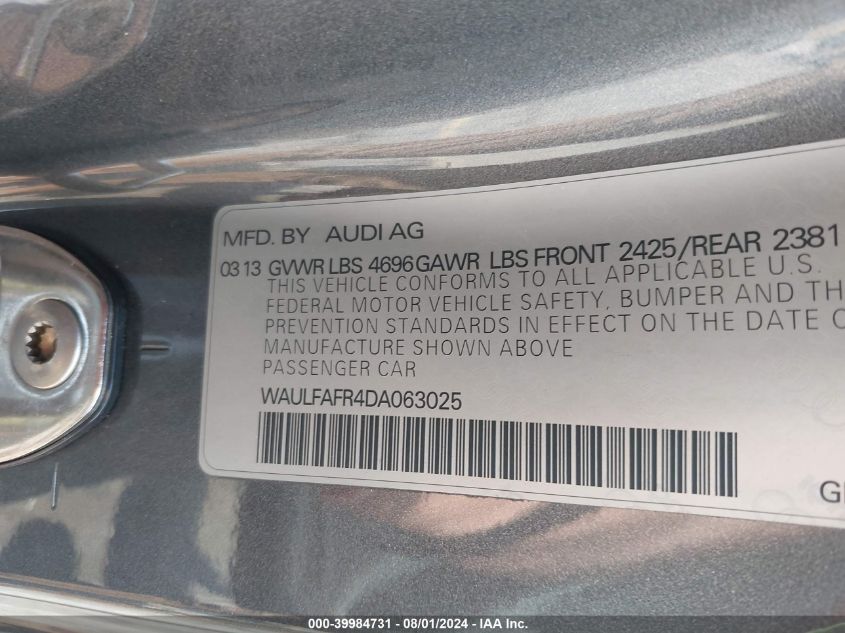 MFD. BY AUDI AG
03 13 GVWR LBS 4696 GAWR LBS FRONT 2425/REAR 2381
THIS VEHICLE CONFORMS TO ALL APPLICABLE U.S.
FEDERAL MOTOR VEHICLE SAFETY, BUMPER AND
PREVENTION STANDARDS IN EFFECT ON THE DATE
MANUFACTURE SHOWN ABOVE
PASSENGER CAR
WAULFAFR4DA063025
000-39984731 - 08/01/2024 - IAA Inc.